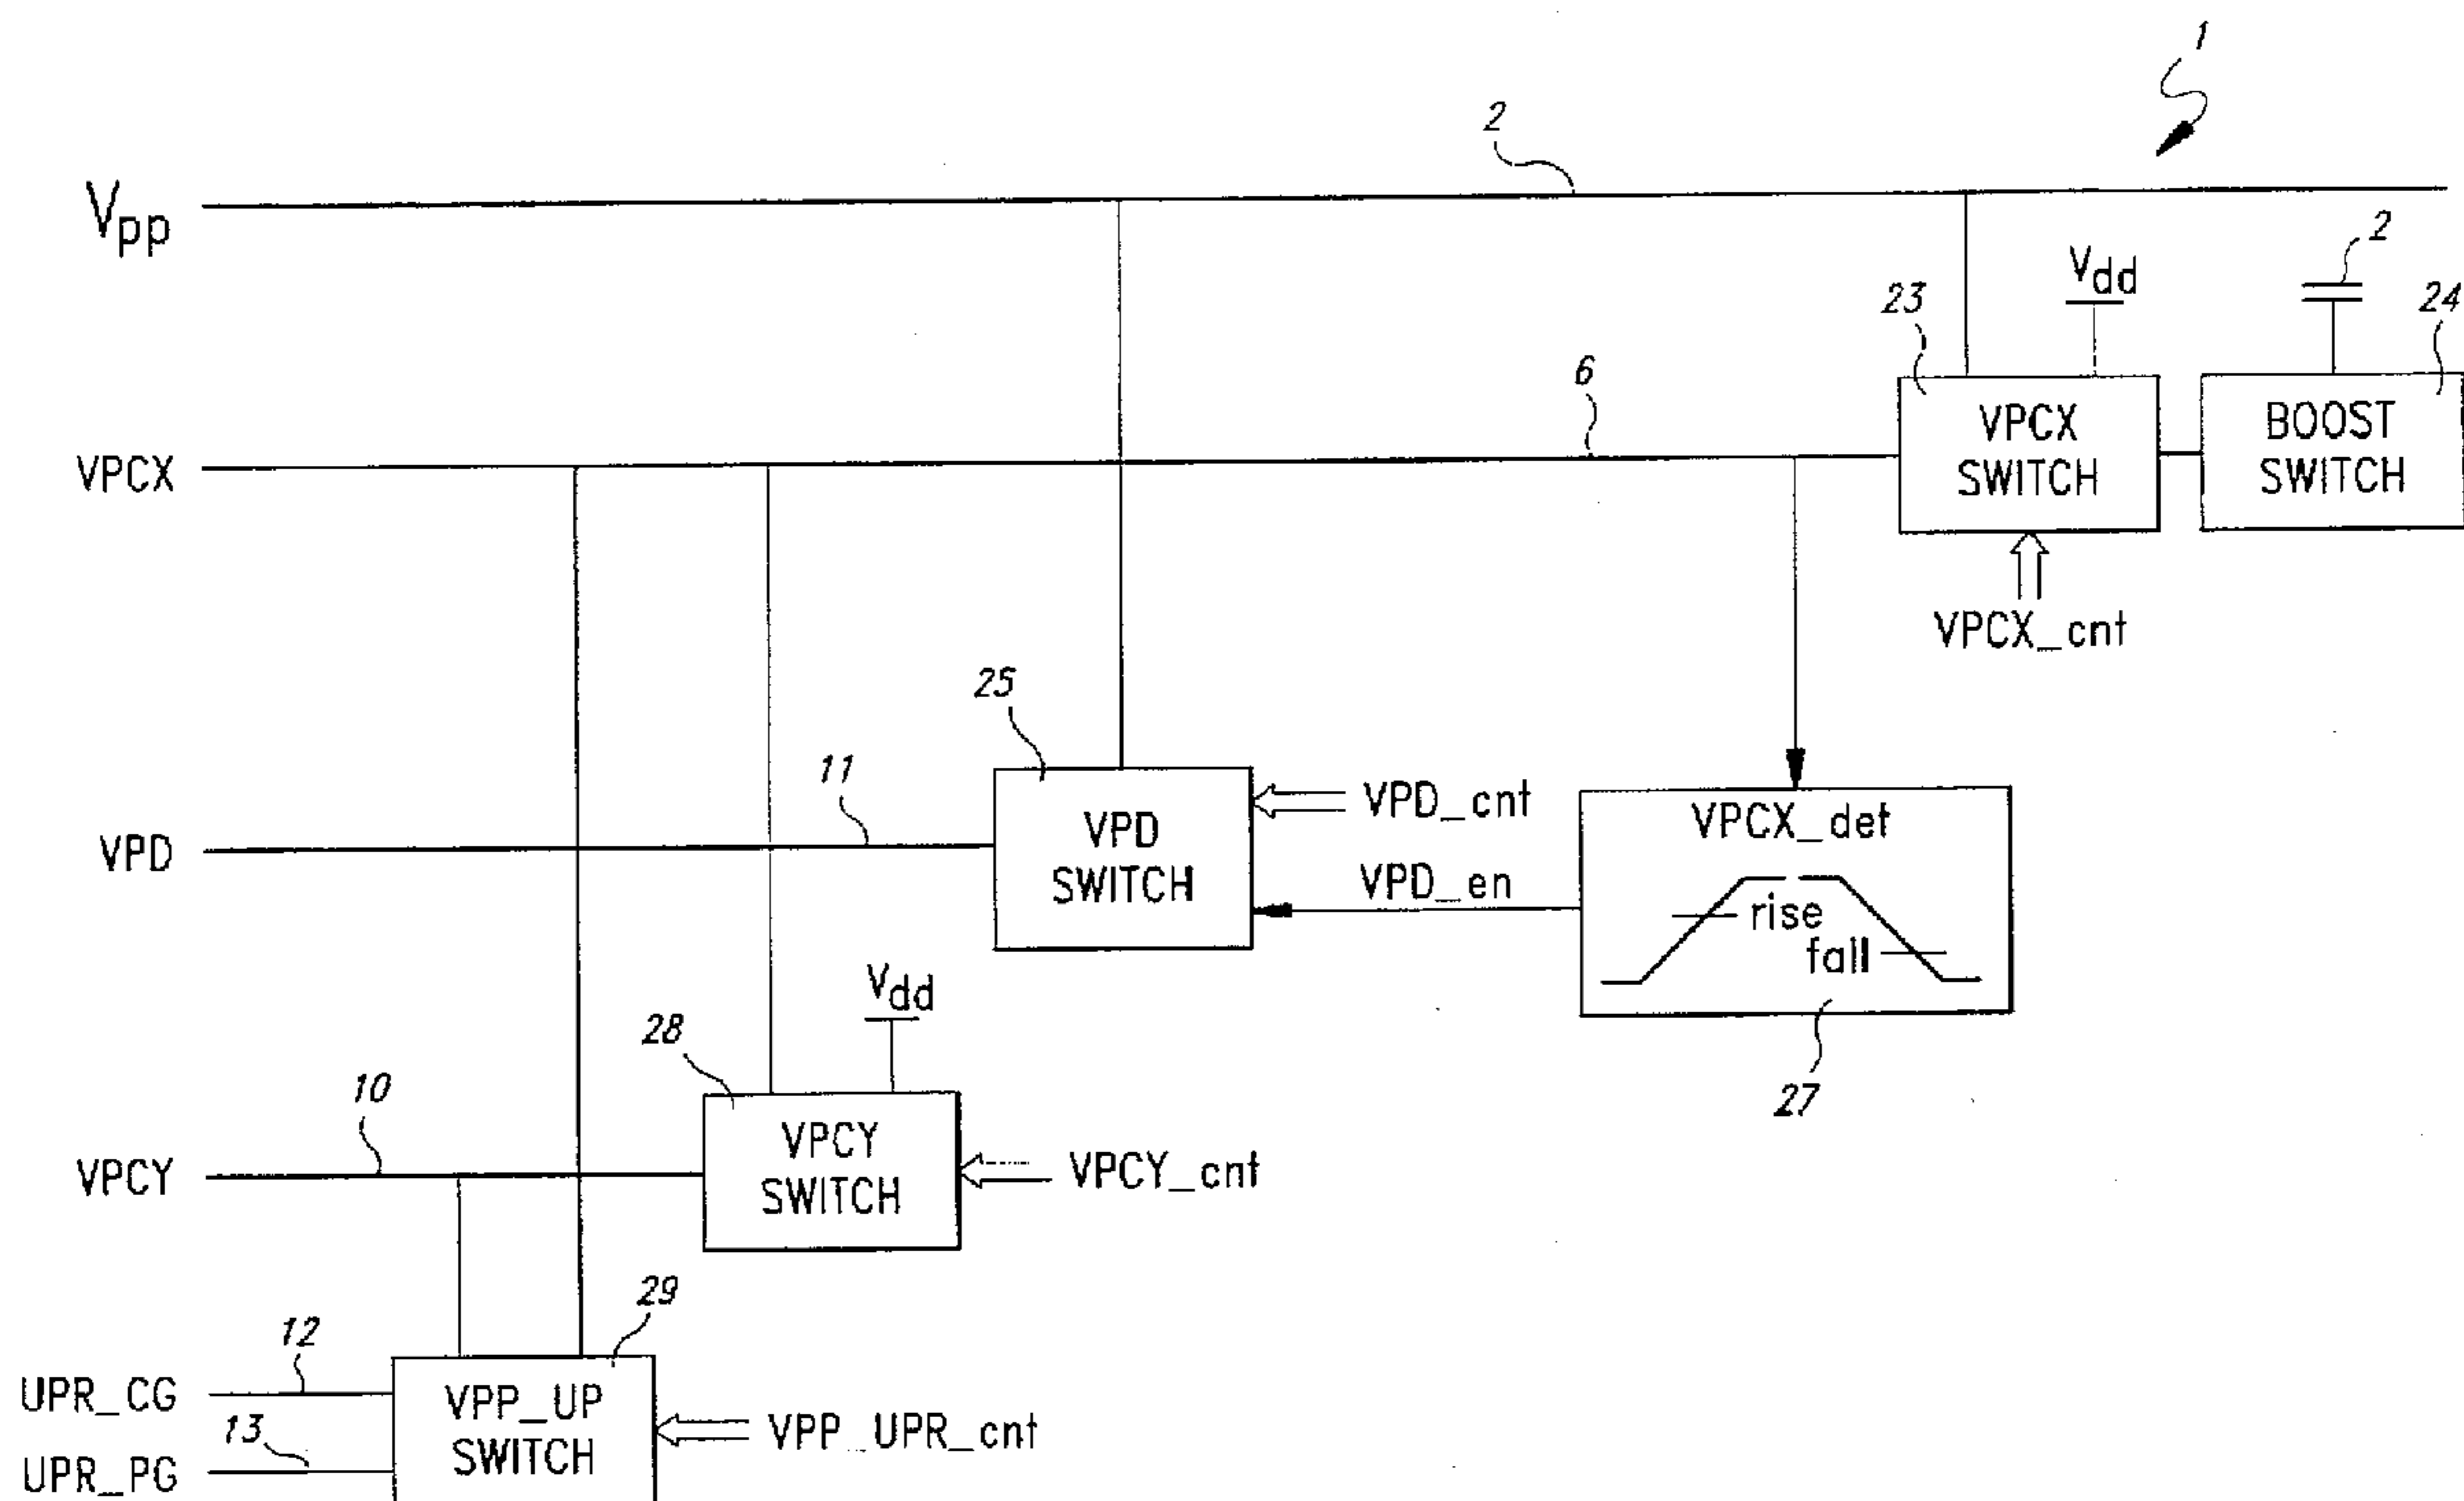 1
2
Vpp
2
Vdd
23
24
6
VPCX
SWITCH
BOOST
SWITCH
VPCX
VPCX_cnt
25
11
VPD_cnt
VPCX_det
VPD
VPD
SWITCH
VPD_en
rise
fall
Vdd
28
27
10
VPCY
VPCY
SWITCH
VPCY_cnt
29
12
UPR_CG
VPP_UP
SWITCH
VPP_UPR_cnt
13
UPR_PG